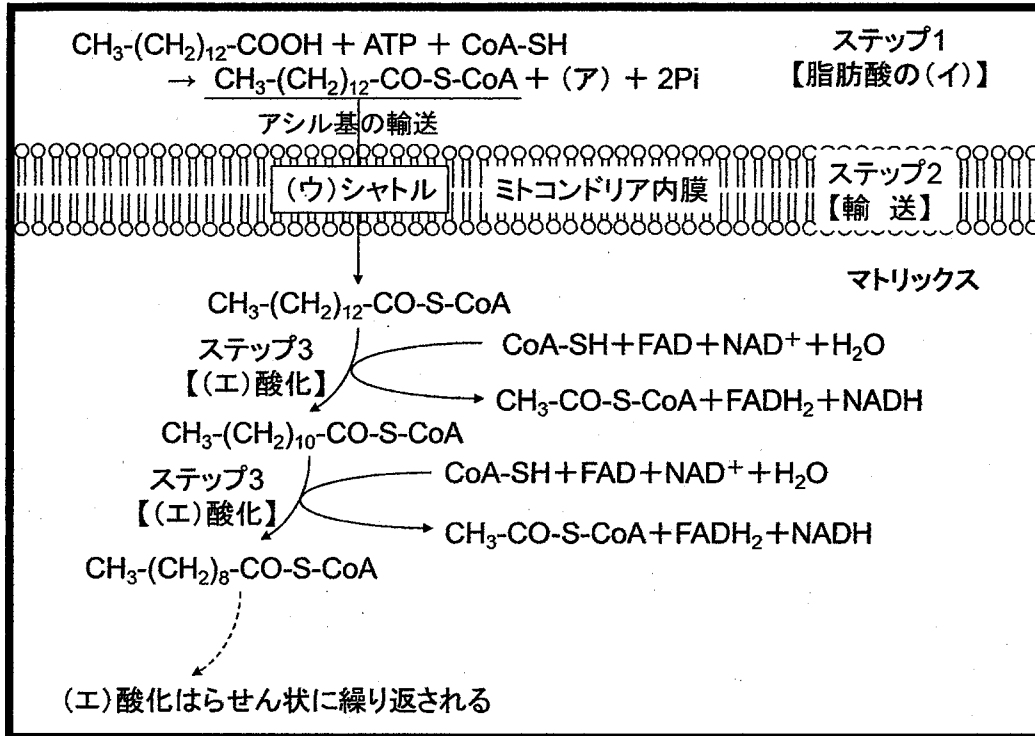 CH₃-(CH₂)₁₂-COOH + ATP + CoA-SH
→ CH₃-(CH₂)₁₂-CO-S-CoA + (ア) + 2Pi
ステップ1
【脂肪酸の(イ)】
アシル基の輸送
(ウ)シャトル
ミトコンドリア内膜
ステップ2
【輸 送】
マトリックス
CH₃-(CH₂)₁₂-CO-S-CoA
ステップ3
【(エ)酸化】
CoA-SH+FAD+NAD⁺+H₂O
CH₃-CO-S-CoA+FADH₂+NADH
CH₃-(CH₂)₁₀-CO-S-CoA
ステップ3
【(エ)酸化】
CoA-SH+FAD+NAD⁺+H₂O
CH₃-CO-S-CoA+FADH₂+NADH
CH₃-(CH₂)₈-CO-S-CoA
(エ)酸化はらせん状に繰り返される